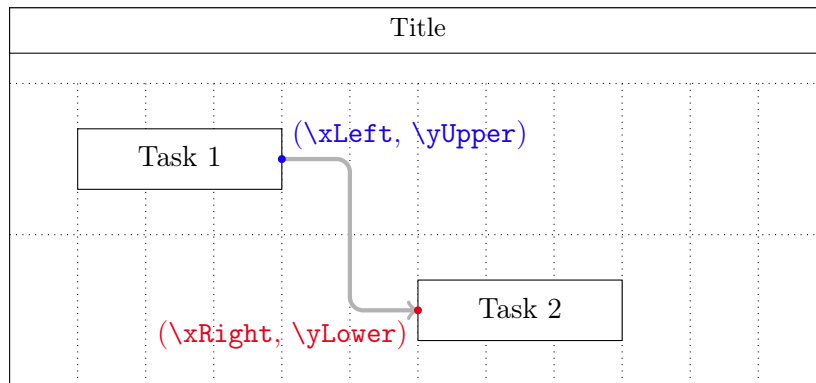 Title
(\xLeft, \yUpper)
Task 1
Task 2
(\xRight, \yLower)